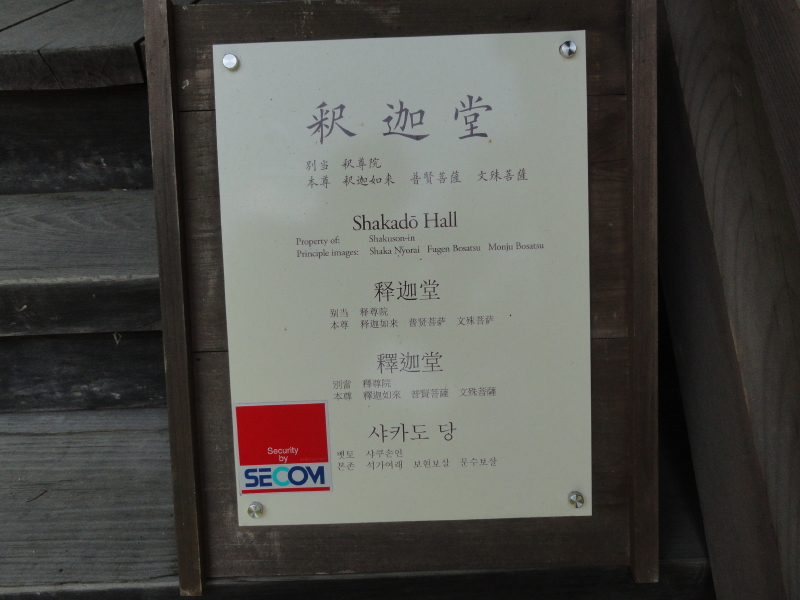 釈迦堂
別当 釈尊院
本尊 釈迦如来 普賢菩薩 文殊菩薩
Shakadō Hall
Property of: Shakuson-in
Principle images: Shaka Nyorai Fugen Bosatsu Monju Bosatsu
释迦堂
别当 释尊院
本尊 释迦如来 普贤菩萨 文殊菩萨
釋迦堂
別當 釋尊院
本尊 釋迦如來 普賢菩薩 文殊菩薩
샤카도 당
벳토 샤쿠손인
본존 석가여래 보현보살 문수보살
Security
by
SECOM